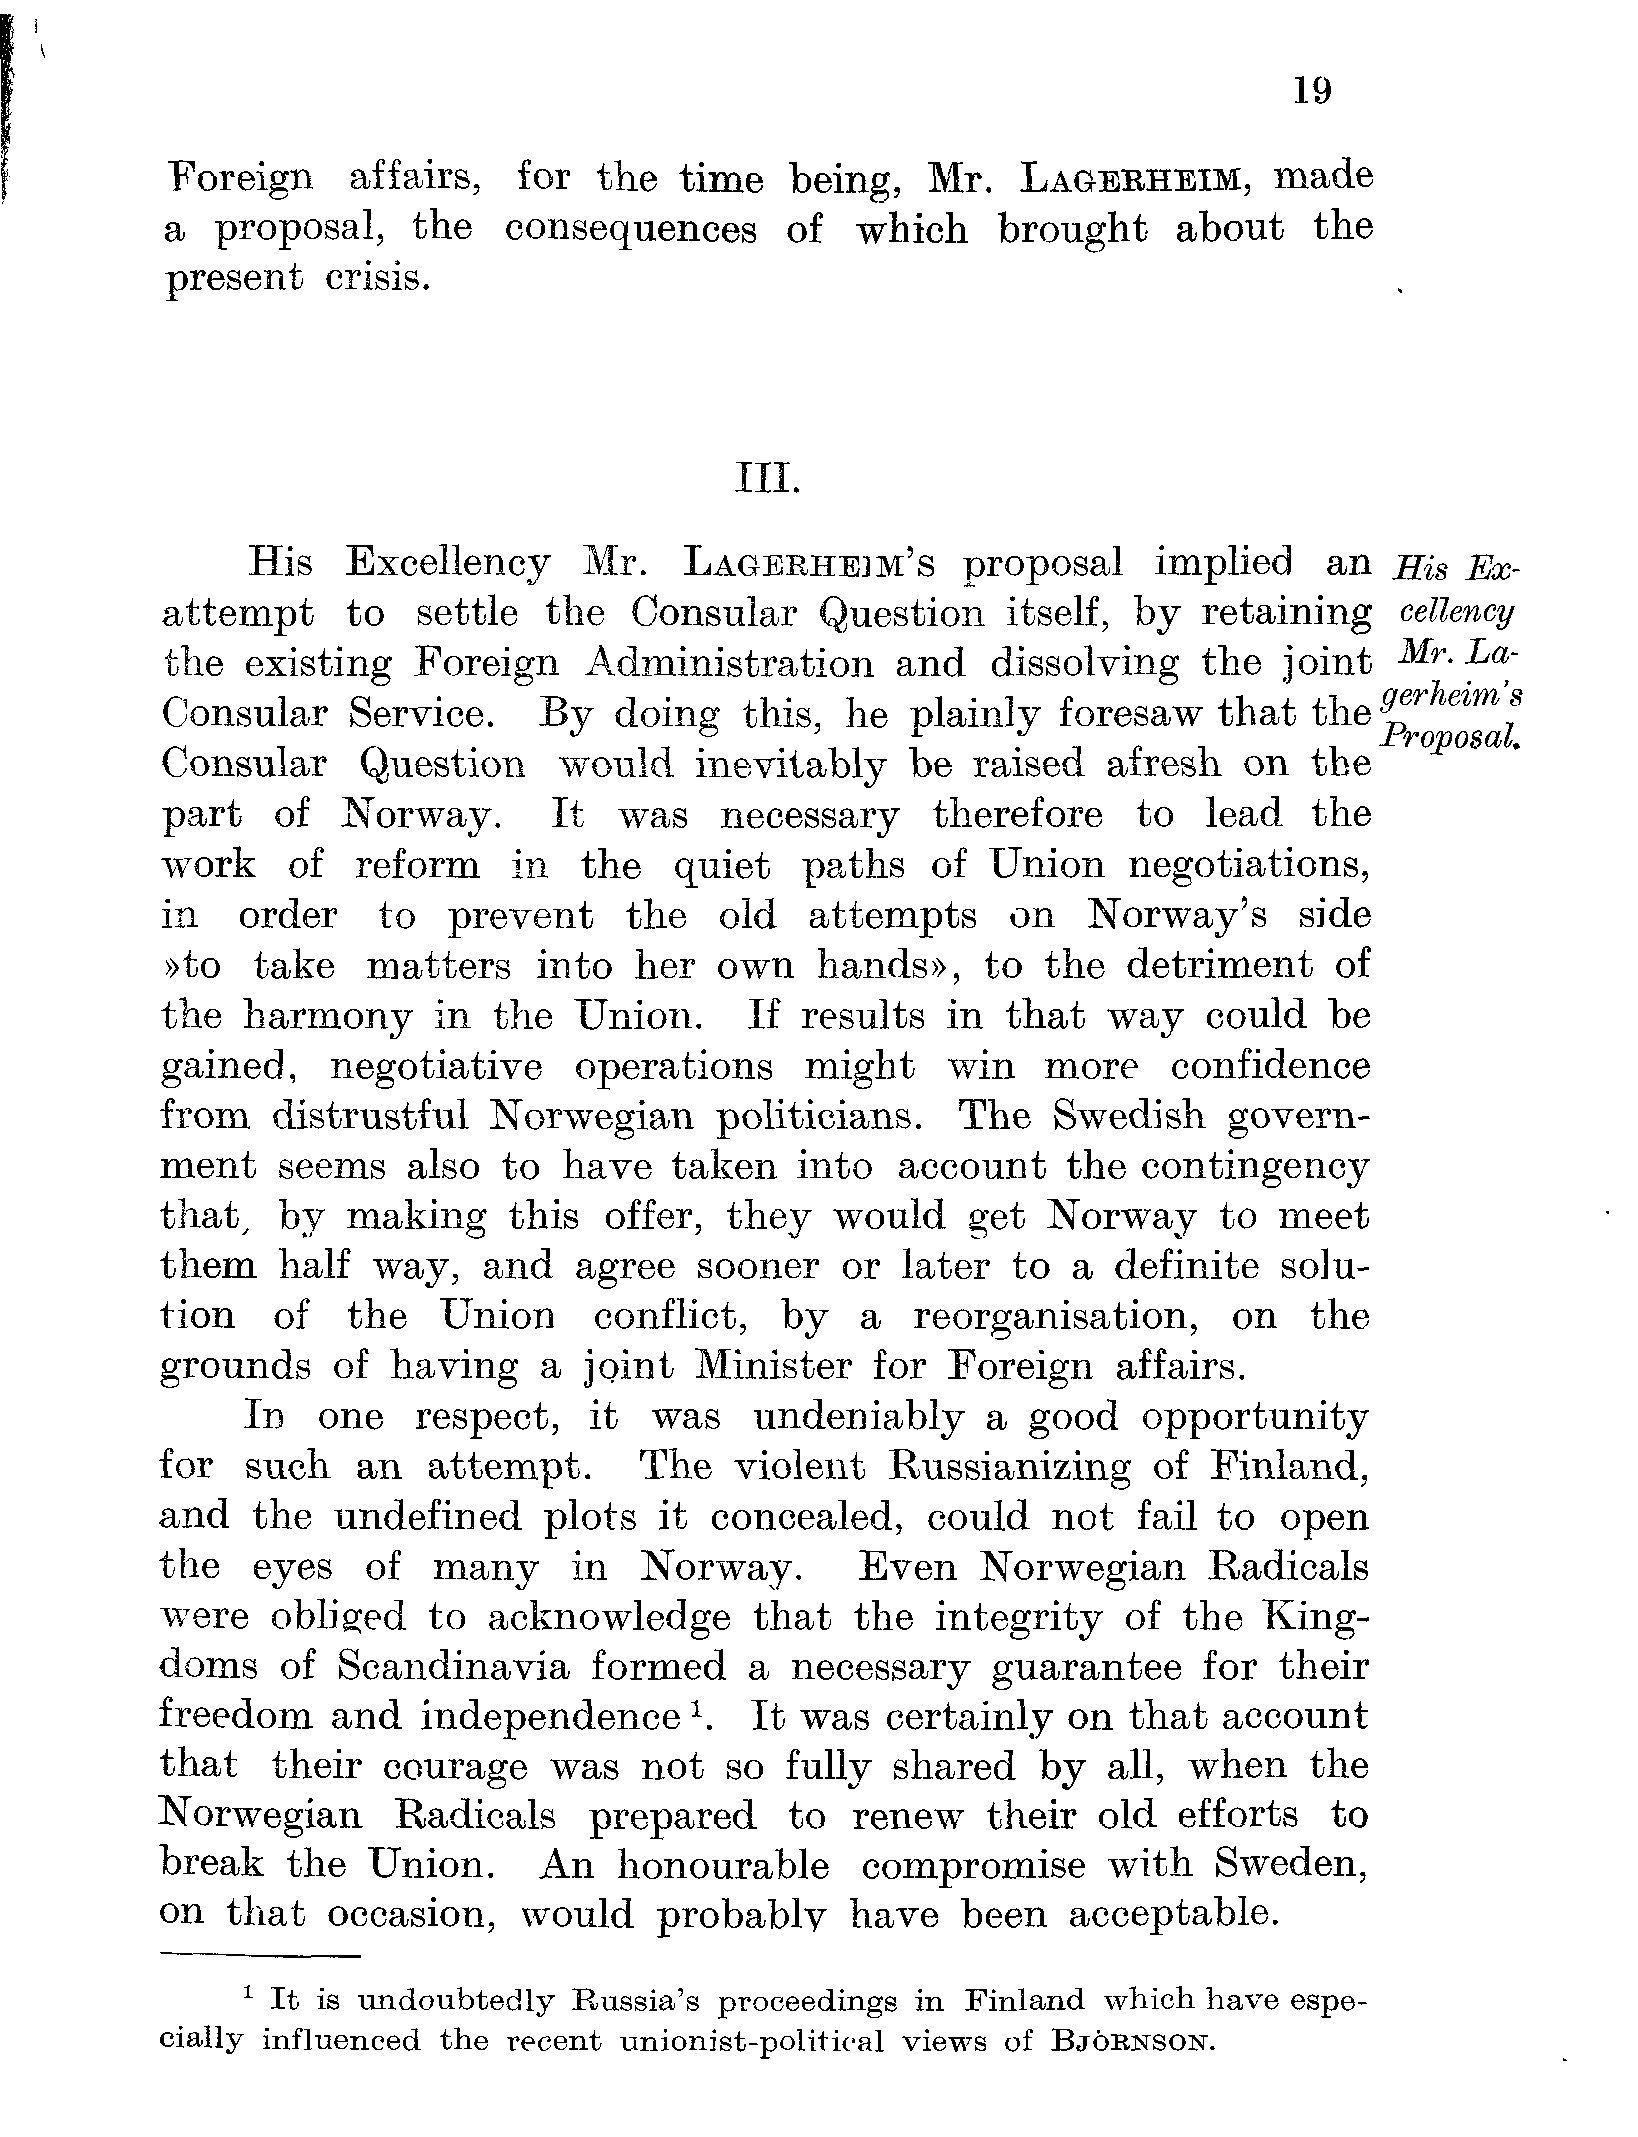 19
Foreign affairs, for the time being, Mr. LAGERHEIM, made
a proposal, the consequences of which brought about the
present crisis.
III.
His Excellency Mr. LAGERHEIM's proposal implied an
attempt to settle the Consular Question itself, by retaining
the existing Foreign Administration and dissolving the joint
Consular Service. By doing this, he plainly foresaw that the
Consular Question would inevitably be raised afresh on the
part of Norway. It was necessary therefore to lead the
work of reform in the quiet paths of Union negotiations,
in order to prevent the old attempts on Norway's side
»to take matters into her own hands», to the detriment of
the harmony in the Union. If results in that way could be
gained, negotiative operations might win more confidence
from distrustful Norwegian politicians. The Swedish govern-
ment seems also to have taken into account the contingency
that, by making this offer, they would get Norway to meet
them half way, and agree sooner or later to a definite solu-
tion of the Union conflict, by a reorganisation, on the
grounds of having a joint Minister for Foreign affairs.
His Ex-
cellency
Mr. La-
gerheim's
Proposal.
In one respect, it was undeniably a good opportunity
for such an attempt. The violent Russianizing of Finland,
and the undefined plots it concealed, could not fail to open
the eyes of many in Norway. Even Norwegian Radicals
were obliged to acknowledge that the integrity of the King-
doms of Scandinavia formed a necessary guarantee for their
freedom and independence ¹. It was certainly on that account
that their courage was not so fully shared by all, when the
Norwegian Radicals prepared to renew their old efforts to
break the Union. An honourable compromise with Sweden,
on that occasion, would probably have been acceptable.
¹ It is undoubtedly Russia's proceedings in Finland which have espe-
cially influenced the recent unionist-political views of BJÖRNSON.